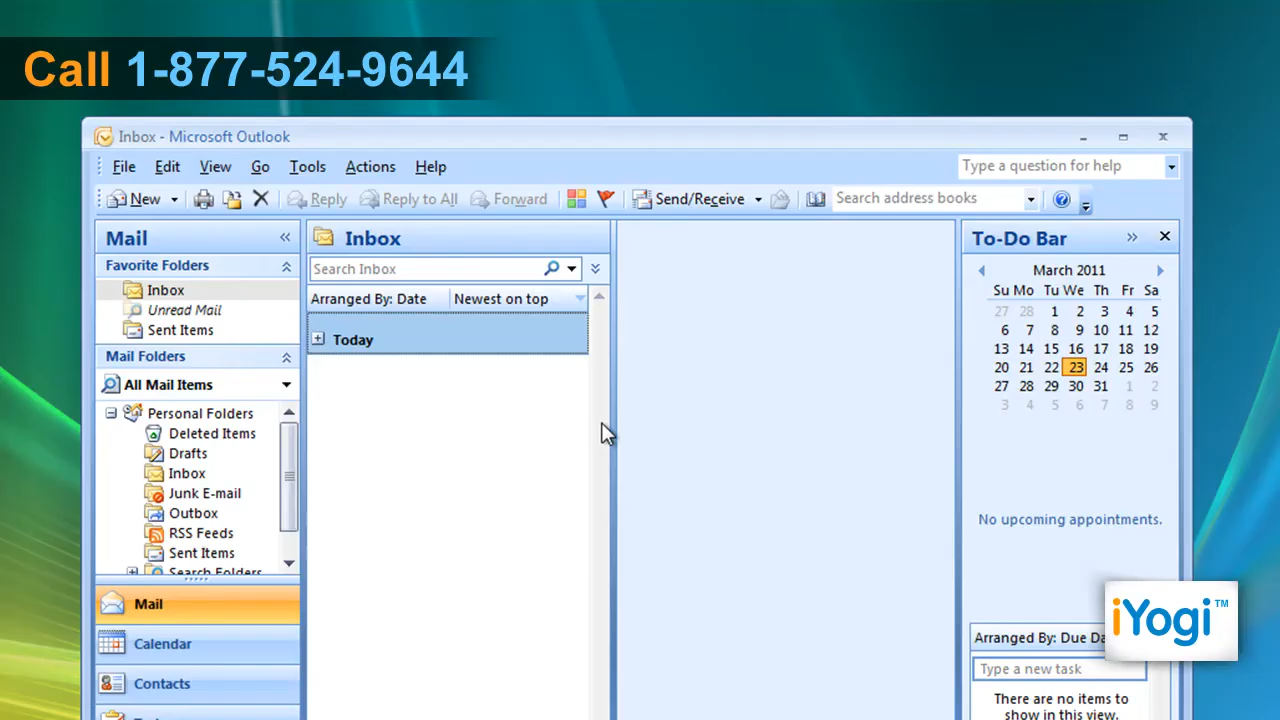 Call 1-877-524-9644
Inbox - Microsoft Outlook
File Edit View Go Tools Actions Help
Type a question for help
New Reply Reply to All Forward Send/Receive Search address books
Mail
Favorite Folders
Inbox
Unread Mail
Sent Items
Mail Folders
All Mail Items
Personal Folders
Deleted Items
Drafts
Inbox
Junk E-mail
Outbox
RSS Feeds
Sent Items
Search Folders
Mail
Calendar
Contacts
Inbox
Search Inbox
Arranged By: Date Newest on top
Today
To-Do Bar
March 2011
Su Mo Tu We Th Fr Sa
27 28 1 2 3 4 5
6 7 8 9 10 11 12
13 14 15 16 17 18 19
20 21 22 23 24 25 26
27 28 29 30 31 1 2
3 4 5 6 7 8 9
No upcoming appointments.
iYogi™
Arranged By: Due Da
Type a new task
There are no items to
show in this view.